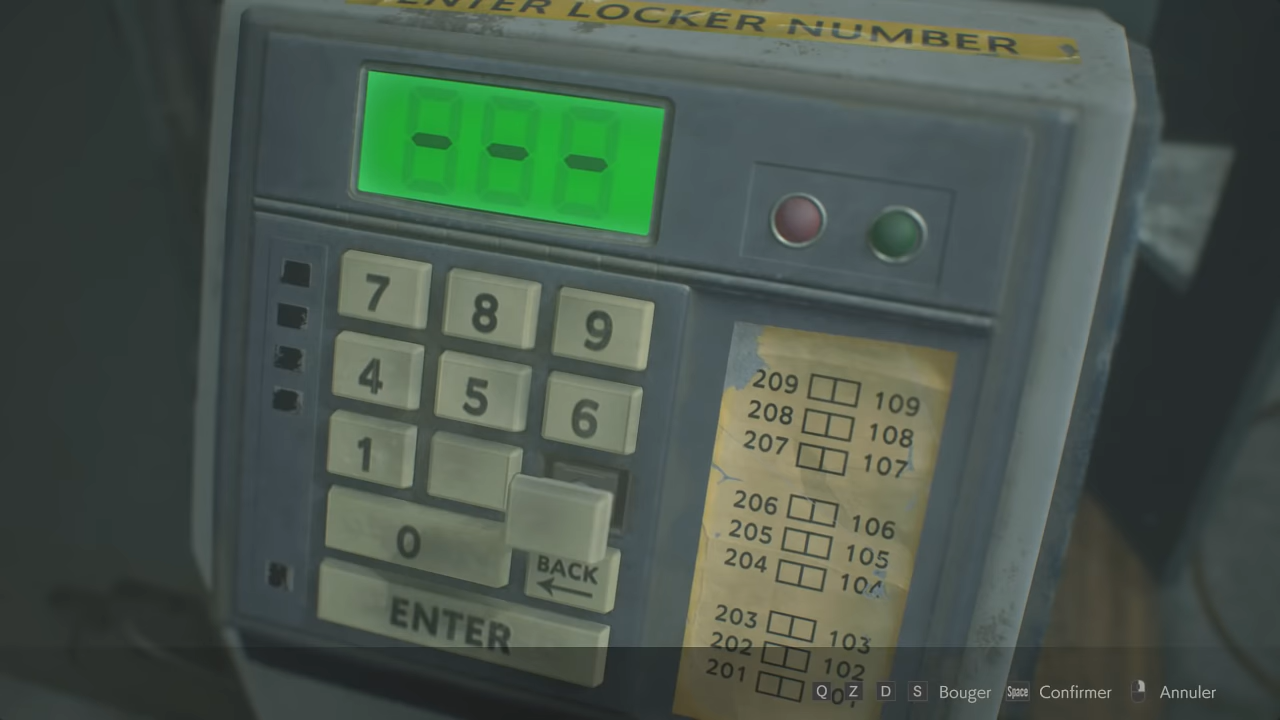 ENTER LOCKER NUMBER
7 8 9
4 5 6
1
0
BACK
ENTER
209 109
208 108
207 107
206 106
205 105
204 104
203 103
202 102
201
Q Z D S Bouger Space Confirmer Annuler